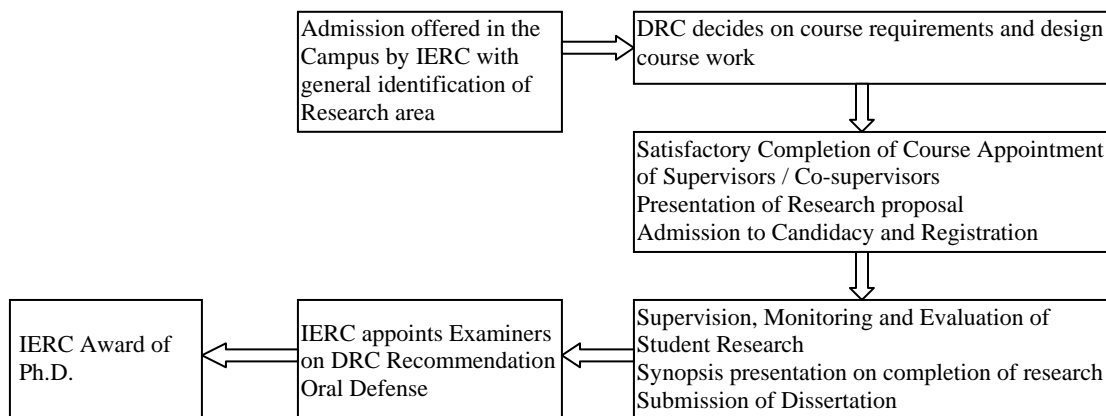 Admission offered in the
Campus by IERC with
general identification of
Research area
DRC decides on course requirements and design
course work
Satisfactory Completion of Course Appointment
of Supervisors / Co-supervisors
Presentation of Research proposal
Admission to Candidacy and Registration
Supervision, Monitoring and Evaluation of
Student Research
Synopsis presentation on completion of research
Submission of Dissertation
IERC appoints Examiners
on DRC Recommendation
Oral Defense
IERC Award of
Ph.D.